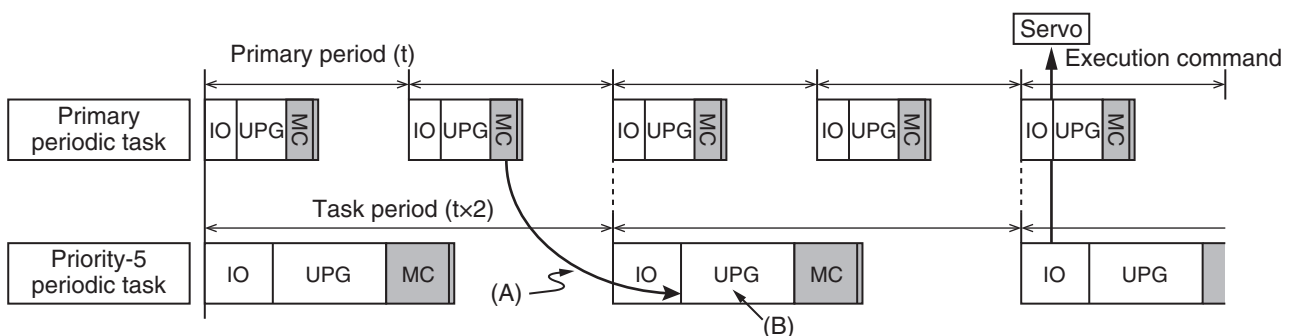 Servo
Primary period (t)
Execution command
Primary
periodic task
IO UPG MC
IO UPG MC
IO UPG MC
IO UPG MC
IO UPG MC
Task period (t×2)
Priority-5
periodic task
IO UPG MC
IO UPG MC
IO UPG
(A)
(B)